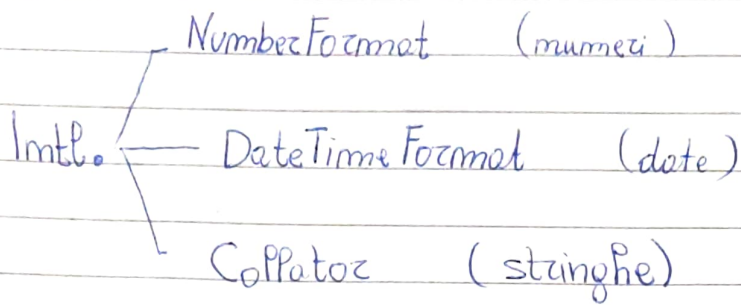 NumberFormat (numeri)
Intl. DateTimeFormat (date)
Collator (stringhe)